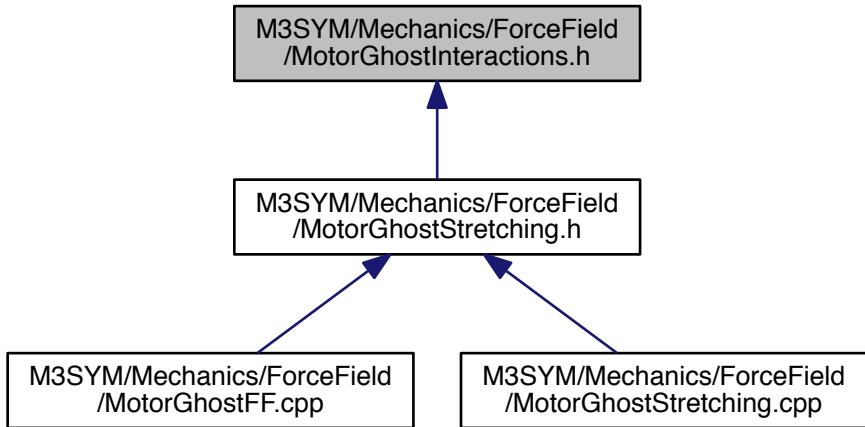 M3SYM/Mechanics/ForceField
/MotorGhostInteractions.h
M3SYM/Mechanics/ForceField
/MotorGhostStretching.h
M3SYM/Mechanics/ForceField
/MotorGhostFF.cpp
M3SYM/Mechanics/ForceField
/MotorGhostStretching.cpp